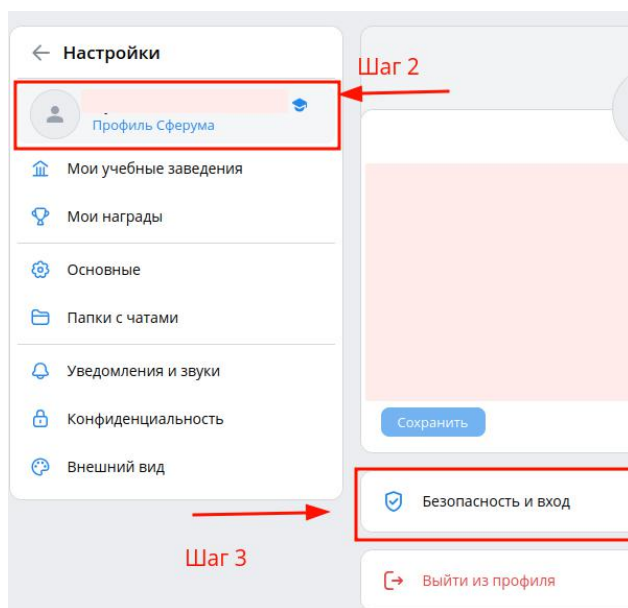 Настройки
Шаг 2
Профиль Сферума
Мои учебные заведения
Мои награды
Основные
Папки с чатами
Уведомления и звуки
Конфиденциальность
Внешний вид
Сохранить
Безопасность и вход
Шаг 3
Выйти из профиля